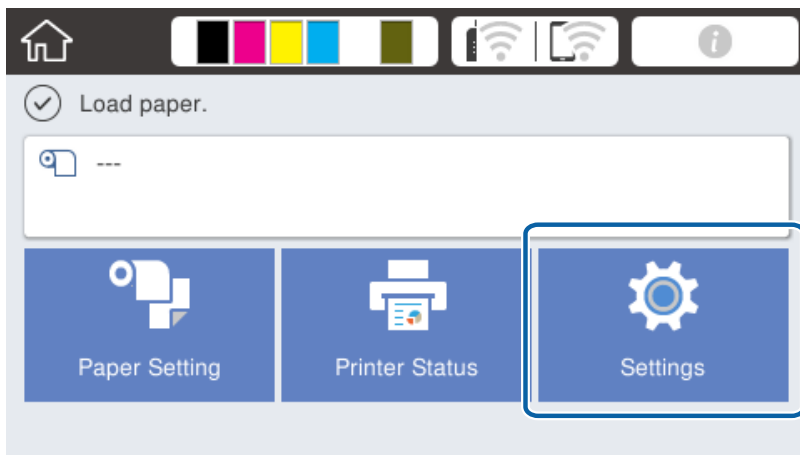 Load paper.
---
Paper Setting
Printer Status
Settings